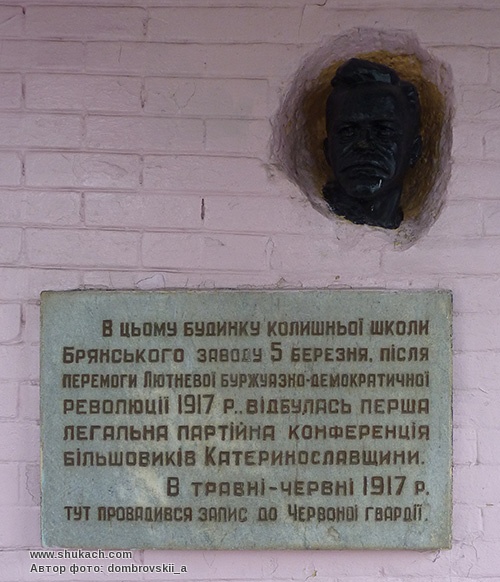 В цьому будинку колишньої школи
Брянського заводу 5 березня, після
перемоги Лютневої буржуазно-демократичної
революції 1917 р., відбулась перша
легальна партійна конференція
більшовиків Катеринославщини.
В травні-червні 1917 р.
тут провадився запис до Червоної гвардії.
www.shukach.com
Автор фото: dombrovskii_a